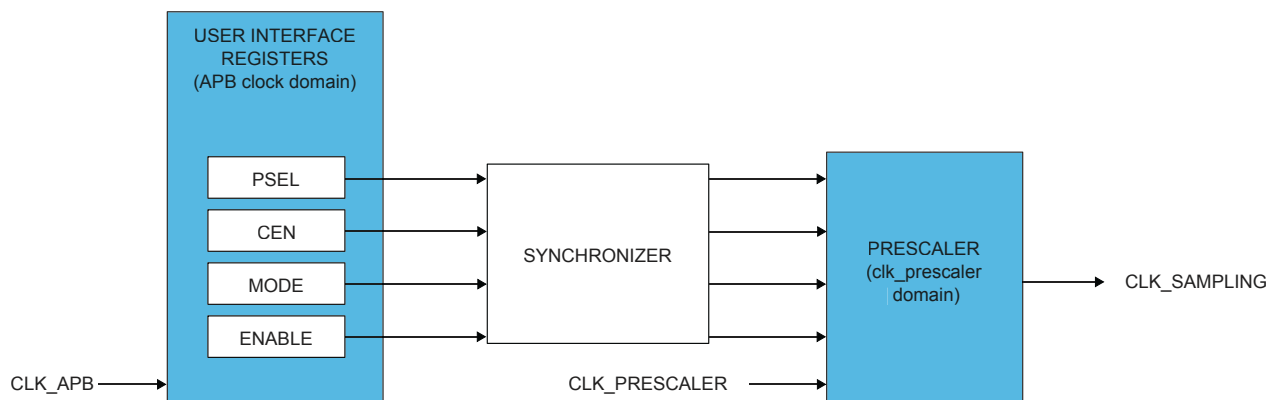 USER INTERFACE
REGISTERS
(APB clock domain)
PSEL
CEN
MODE
ENABLE
CLK_APB
SYNCHRONIZER
CLK_PRESCALER
PRESCALER
(clk_prescaler
domain)
CLK_SAMPLING